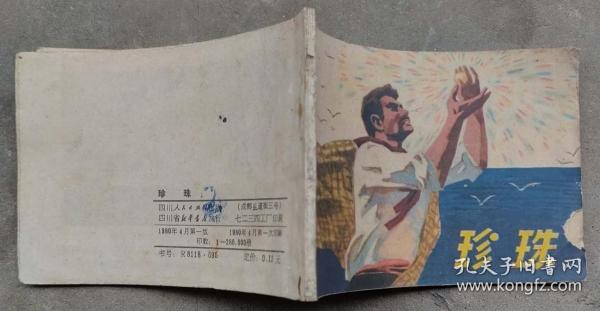 珍 珠
四川人民出版社 (成都盐道街三号)
四川省新华书店 七二三四工厂印刷
1980年4月第一版 1980年4月第一次印刷
印数：1—280,000册
书号：R8118·095 定价：0.13元
珍珠
孔夫子旧书网
www.kongfz.com